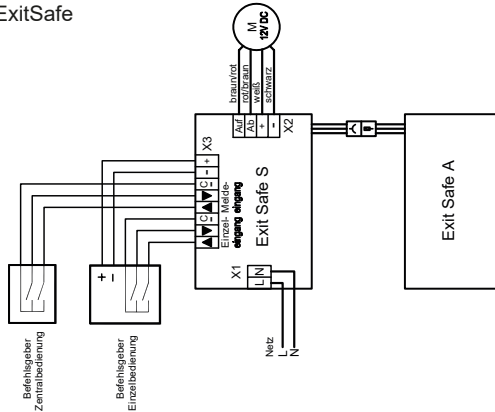 ExitSafe
M
12V DC
braun/rot
rot/braun
weiß
schwarz
Auf
Ab
+
-
X2
X3
+
-
C
-
▼
▲
C
-
▼
▲
Melde-
eingang
Einzel-
eingang
Exit Safe S
Exit Safe A
X1
L
N
Netz
L
N
+
-
Befehlsgeber
Zentralbedienung
Befehlsgeber
Einzelbedienung